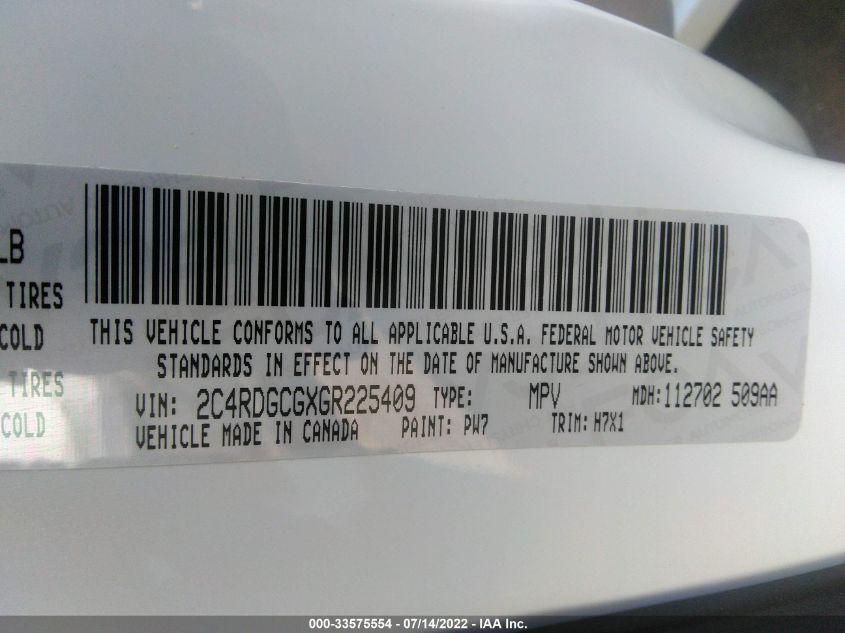 LB
TIRES
COLD
TIRES
COLD
THIS VEHICLE CONFORMS TO ALL APPLICABLE U.S.A. FEDERAL MOTOR VEHICLE SAFETY
STANDARDS IN EFFECT ON THE DATE OF MANUFACTURE SHOWN ABOVE.
VIN: 2C4RDGCGXGR225409 TYPE: MPV MDH:112702 509AA
VEHICLE MADE IN CANADA PAINT: PW7 TRIM: H7X1
000-33575554 - 07/14/2022 - IAA Inc.